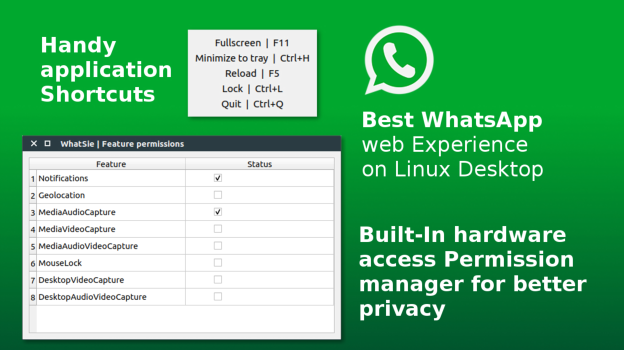 Handy
application
Shortcuts
Fullscreen | F11
Minimize to tray | Ctrl+H
Reload | F5
Lock | Ctrl+L
Quit | Ctrl+Q
Best WhatsApp
web Experience
on Linux Desktop
WhatSie | Feature permissions
Feature Status
1 Notifications
2 Geolocation
3 MediaAudioCapture
4 MediaVideoCapture
5 MediaAudioVideoCapture
6 MouseLock
7 DesktopVideoCapture
8 DesktopAudioVideoCapture
Built-In hardware
access Permission
manager for better
privacy